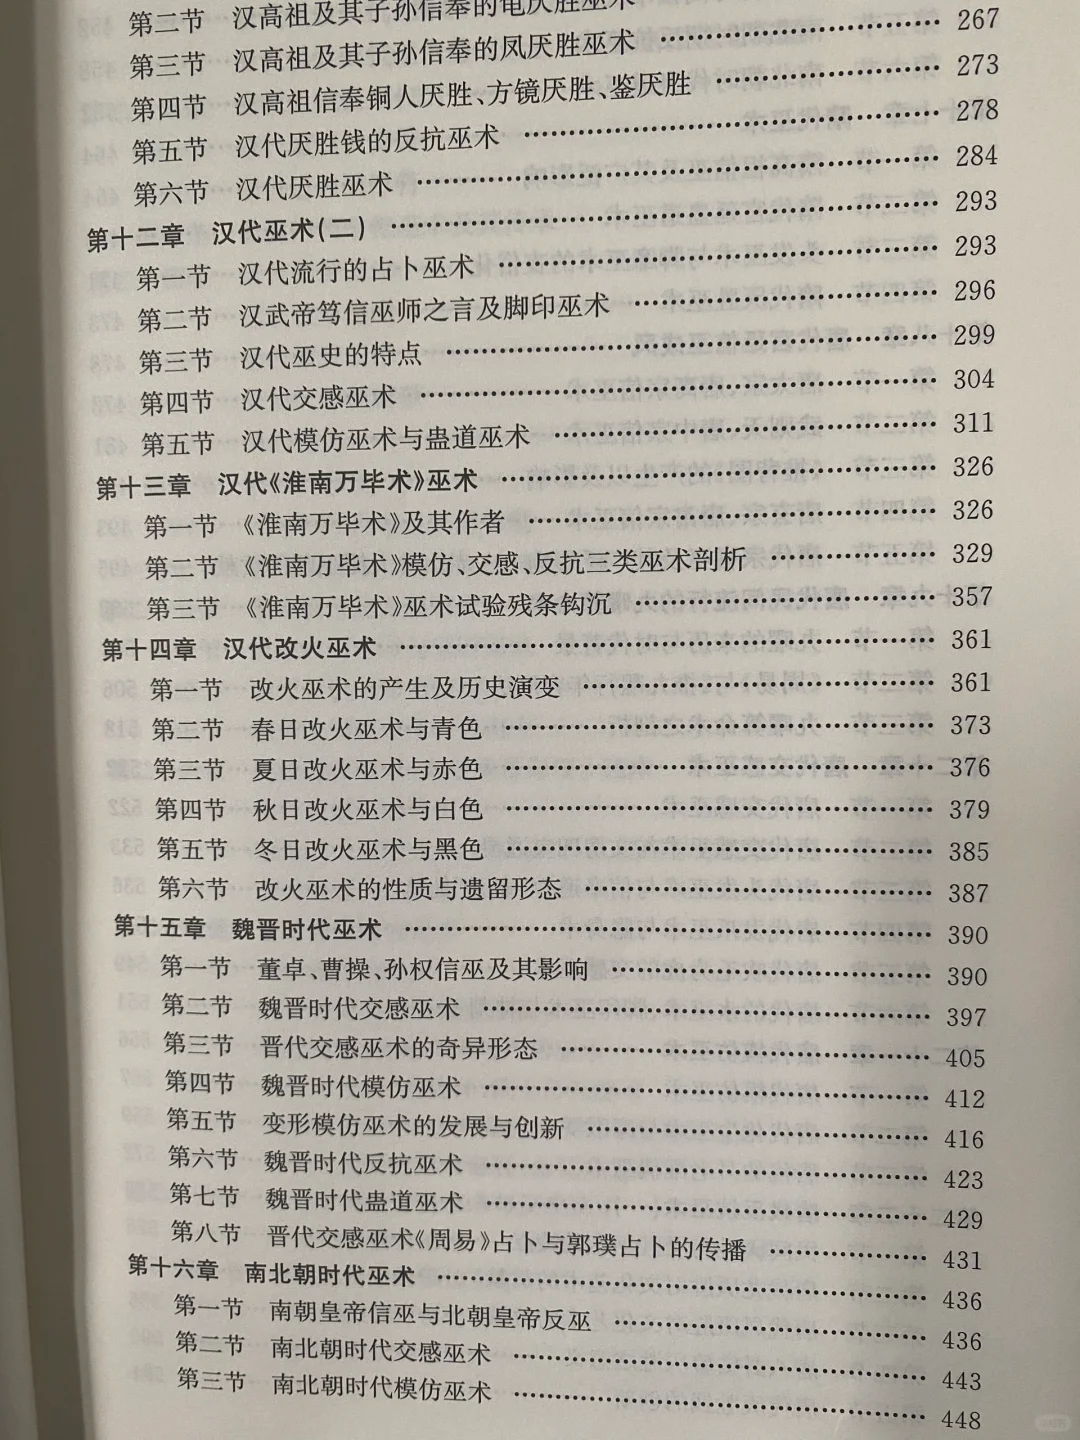 第二节 汉高祖及其子孙信奉的龟厌胜巫术
第三节 汉高祖及其子孙信奉的凤厌胜巫术 …… 267
第四节 汉高祖信奉铜人厌胜、方镜厌胜、鉴厌胜 …… 273
第五节 汉代厌胜钱的反抗巫术 …… 278
第六节 汉代厌胜巫术 …… 284
第十二章 汉代巫术(二) …… 293
第一节 汉代流行的占卜巫术 …… 293
第二节 汉武帝笃信巫师之言及脚印巫术 …… 296
第三节 汉代巫史的特点 …… 299
第四节 汉代交感巫术 …… 304
第五节 汉代模仿巫术与蛊道巫术 …… 311
第十三章 汉代《淮南万毕术》巫术 …… 326
第一节 《淮南万毕术》及其作者 …… 326
第二节 《淮南万毕术》模仿、交感、反抗三类巫术剖析 …… 329
第三节 《淮南万毕术》巫术试验残条钩沉 …… 357
第十四章 汉代改火巫术 …… 361
第一节 改火巫术的产生及历史演变 …… 361
第二节 春日改火巫术与青色 …… 373
第三节 夏日改火巫术与赤色 …… 376
第四节 秋日改火巫术与白色 …… 379
第五节 冬日改火巫术与黑色 …… 385
第六节 改火巫术的性质与遗留形态 …… 387
第十五章 魏晋时代巫术 …… 390
第一节 董卓、曹操、孙权信巫及其影响 …… 390
第二节 魏晋时代交感巫术 …… 397
第三节 晋代交感巫术的奇异形态 …… 405
第四节 魏晋时代模仿巫术 …… 412
第五节 变形模仿巫术的发展与创新 …… 416
第六节 魏晋时代反抗巫术 …… 423
第七节 魏晋时代蛊道巫术 …… 429
第八节 晋代交感巫术《周易》占卜与郭璞占卜的传播 …… 431
第十六章 南北朝时代巫术 …… 436
第一节 南朝皇帝信巫与北朝皇帝反巫 …… 436
第二节 南北朝时代交感巫术 …… 443
第三节 南北朝时代模仿巫术 …… 448